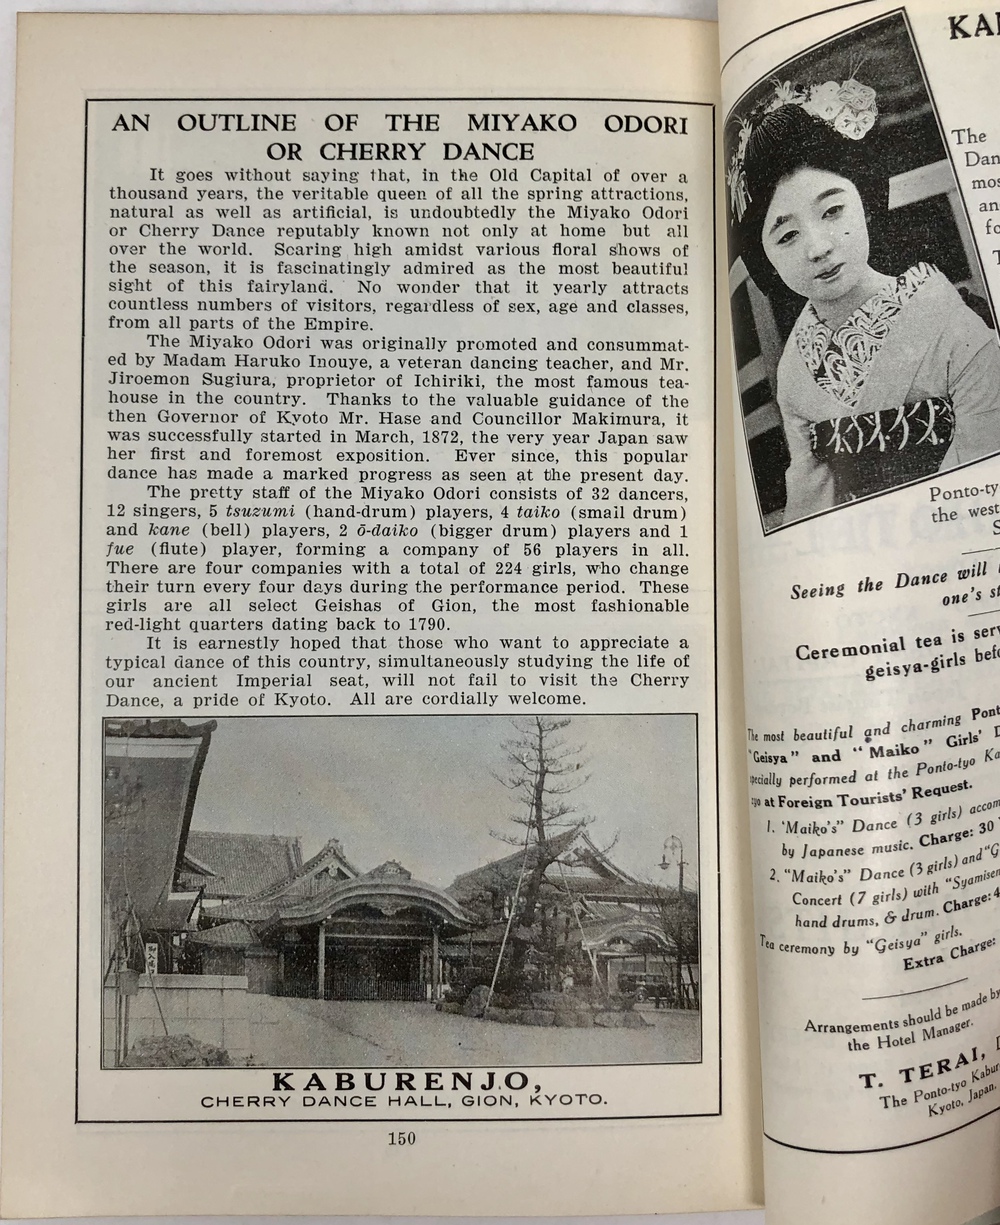 AN OUTLINE OF THE MIYAKO ODORI
OR CHERRY DANCE
It goes without saying that, in the Old Capital of over a
thousand years, the veritable queen of all the spring attractions,
natural as well as artificial, is undoubtedly the Miyako Odori
or Cherry Dance reputably known not only at home but all
over the world. Scaring high amidst various floral shows of
the season, it is fascinatingly admired as the most beautiful
sight of this fairyland. No wonder that it yearly attracts
countless numbers of visitors, regardless of sex, age and classes,
from all parts of the Empire.
The Miyako Odori was originally promoted and consummat-
ed by Madam Haruko Inouye, a veteran dancing teacher, and Mr.
Jiroemon Sugiura, proprietor of Ichiriki, the most famous tea-
house in the country. Thanks to the valuable guidance of the
then Governor of Kyoto Mr. Hase and Councillor Makimura, it
was successfully started in March, 1872, the very year Japan saw
her first and foremost exposition. Ever since, this popular
dance has made a marked progress as seen at the present day.
The pretty staff of the Miyako Odori consists of 32 dancers,
12 singers, 5 tsuzumi (hand-drum) players, 4 taiko (small drum)
and kane (bell) players, 2 ō-daiko (bigger drum) players and 1
fue (flute) player, forming a company of 56 players in all.
There are four companies with a total of 224 girls, who change
their turn every four days during the performance period. These
girls are all select Geishas of Gion, the most fashionable
red-light quarters dating back to 1790.
It is earnestly hoped that those who want to appreciate a
typical dance of this country, simultaneously studying the life of
our ancient Imperial seat, will not fail to visit the Cherry
Dance, a pride of Kyoto. All are cordially welcome.
KABURENJO,
CHERRY DANCE HALL, GION, KYOTO.
150
The
Ponto-ty
the west
Seeing the Dance will
one's
Ceremonial tea is
geisya-girls
The most beautiful and charming
"Geisya" and "Maiko" Girls'
specially performed at the Ponto-tyo
at Foreign Tourists' Request.
1. 'Maiko's" Dance (3 girls)
by Japanese music. Charge: 30
2. "Maiko's" Dance (3 girls) and
Concert (7 girls) with "Syamisen
hand drums, & drum. Charge:
Tea ceremony by "Geisya" girls.
Extra Charge:
Arrangements should be made by
the Hotel Manager.
T. TERAI,
The Ponto-tyo
Kyoto, Japan.